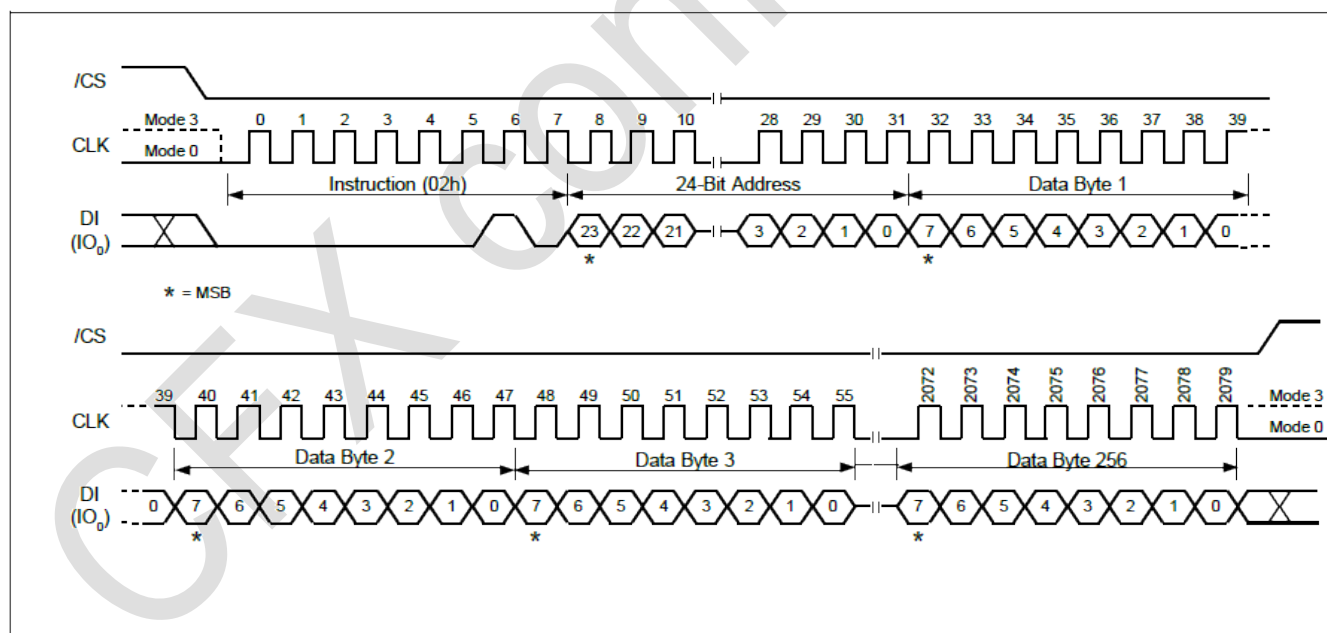 CFX com
/CS
Mode 3 0 1 2 3 4 5 6 7 8 9 10 28 29 30 31 32 33 34 35 36 37 38 39
CLK
Mode 0
Instruction (02h) 24-Bit Address Data Byte 1
DI
(IO0) 23 22 21 3 2 1 0 7 6 5 4 3 2 1 0
* *
* = MSB
/CS
39 40 41 42 43 44 45 46 47 48 49 50 51 52 53 54 55 2072 2073 2074 2075 2076 2077 2078 2079 Mode 3
CLK
Mode 0
Data Byte 2 Data Byte 3 Data Byte 256
DI
(IO0) 0 7 6 5 4 3 2 1 0 7 6 5 4 3 2 1 0 7 6 5 4 3 2 1 0
* * *